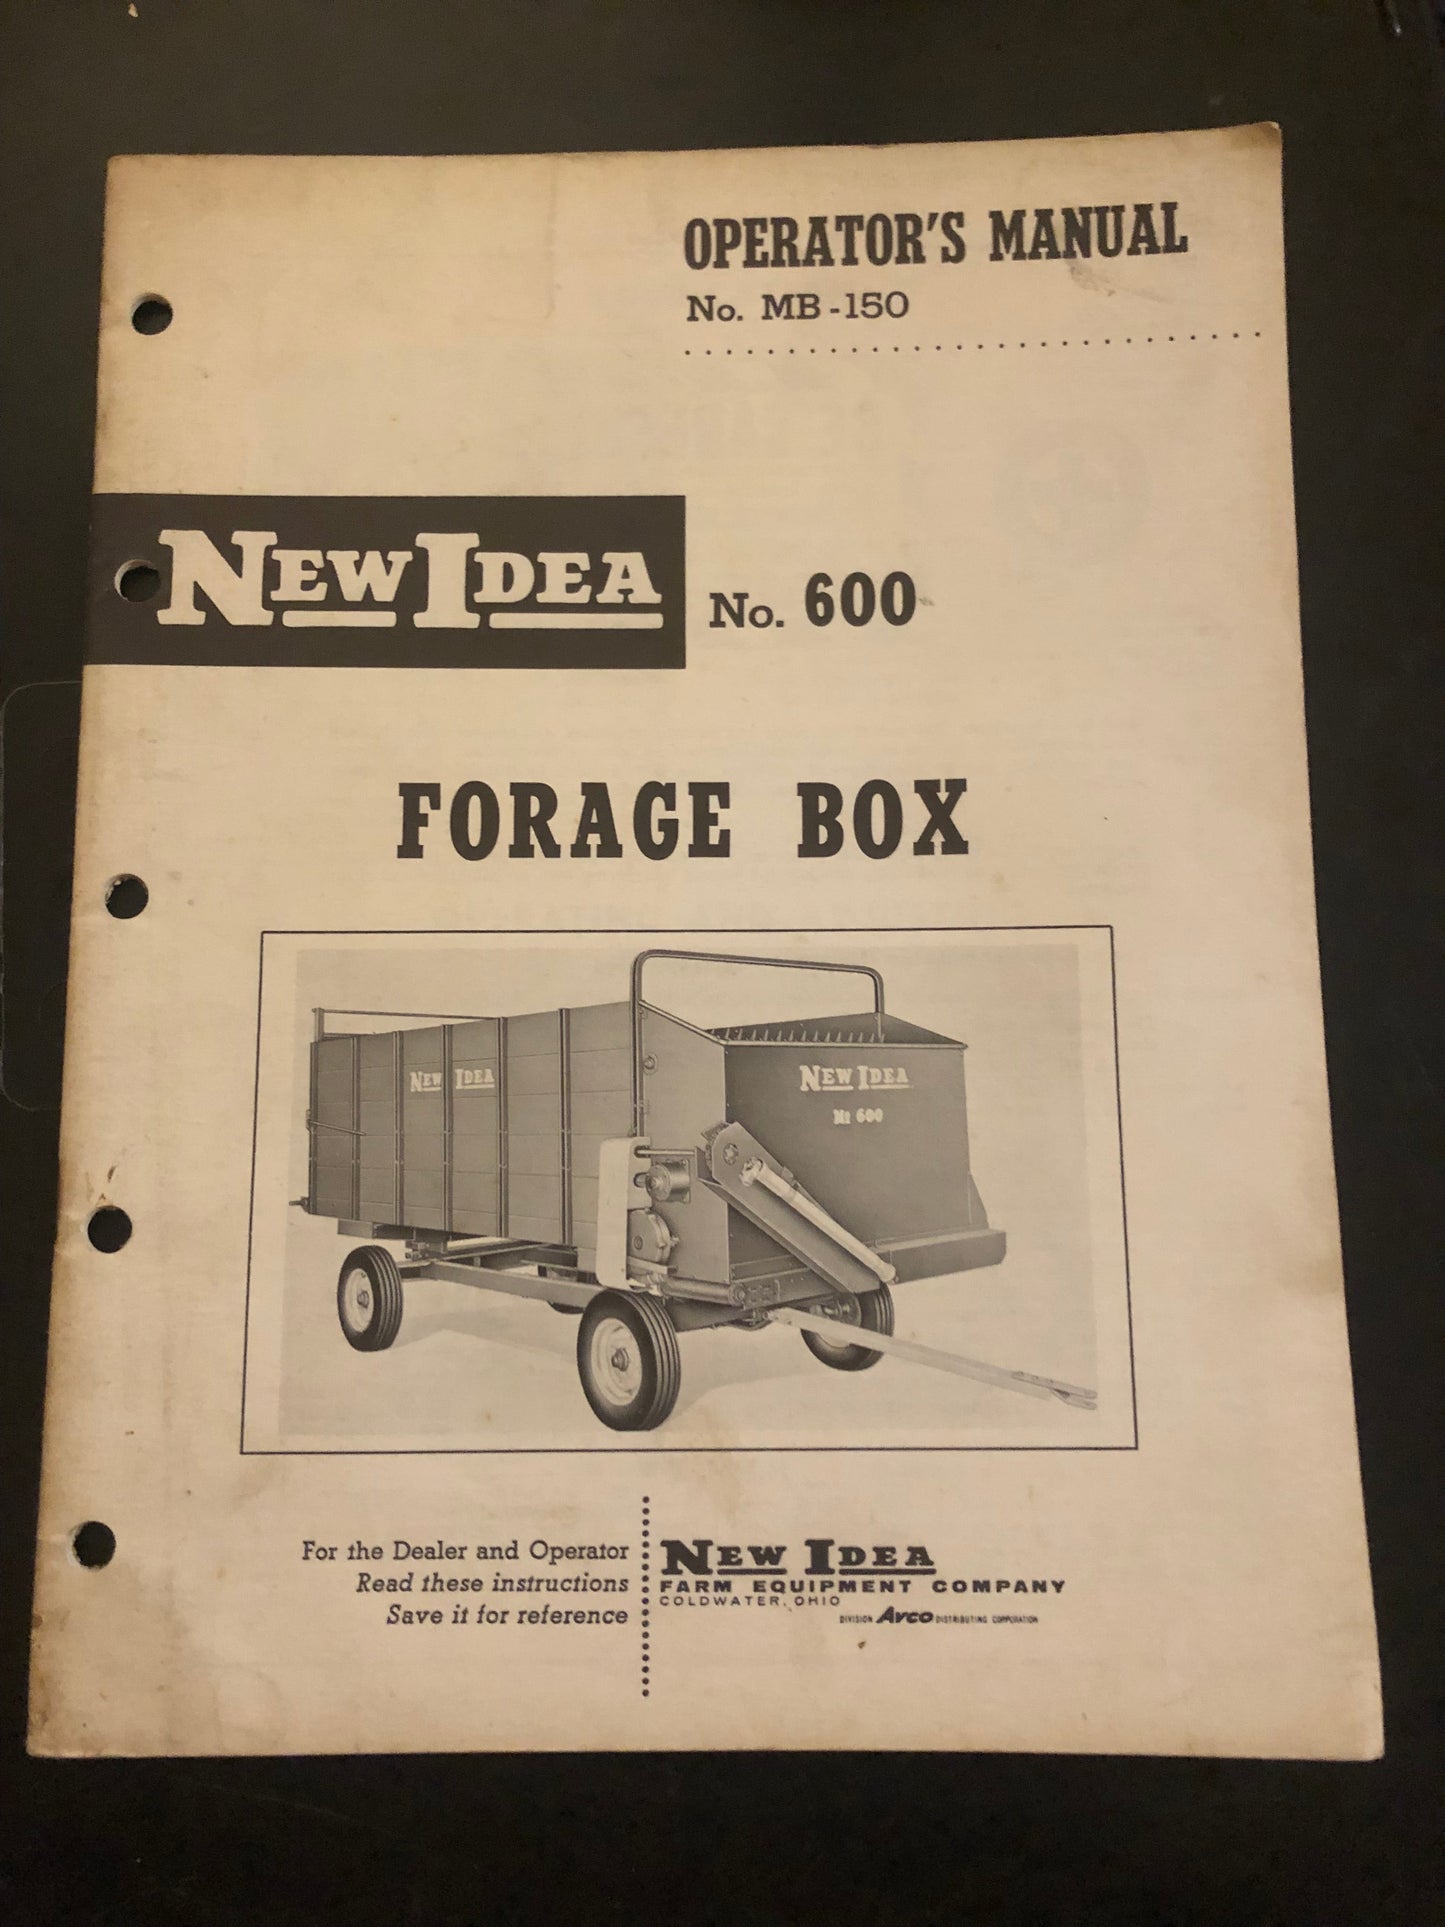 OPERATOR'S MANUAL
No. MB-150
NEW IDEA No. 600
FORAGE BOX
NEW IDEA
NEW IDEA
No 600
For the Dealer and Operator
Read these instructions
Save it for reference
NEW IDEA
FARM EQUIPMENT COMPANY
COLDWATER, OHIO
DIVISION AVCO DISTRIBUTING CORPORATION